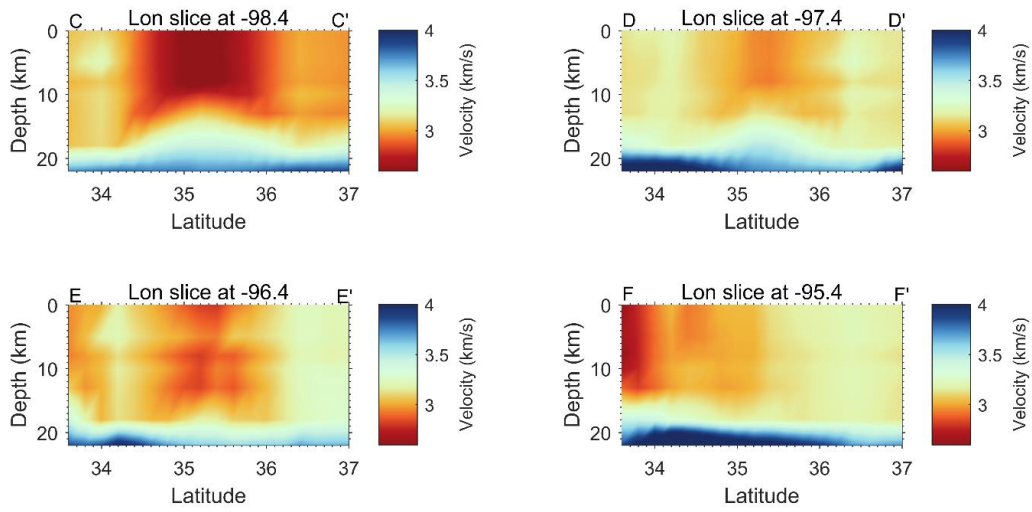 C Lon slice at -98.4 C'
0
10
20
Depth (km)
34 35 36 37
Latitude
4
3.5
3
Velocity (km/s)
D Lon slice at -97.4 D'
0
10
20
Depth (km)
34 35 36 37
Latitude
4
3.5
3
Velocity (km/s)
E Lon slice at -96.4 E'
0
10
20
Depth (km)
34 35 36 37
Latitude
4
3.5
3
Velocity (km/s)
F Lon slice at -95.4 F'
0
10
20
Depth (km)
34 35 36 37
Latitude
4
3.5
3
Velocity (km/s)